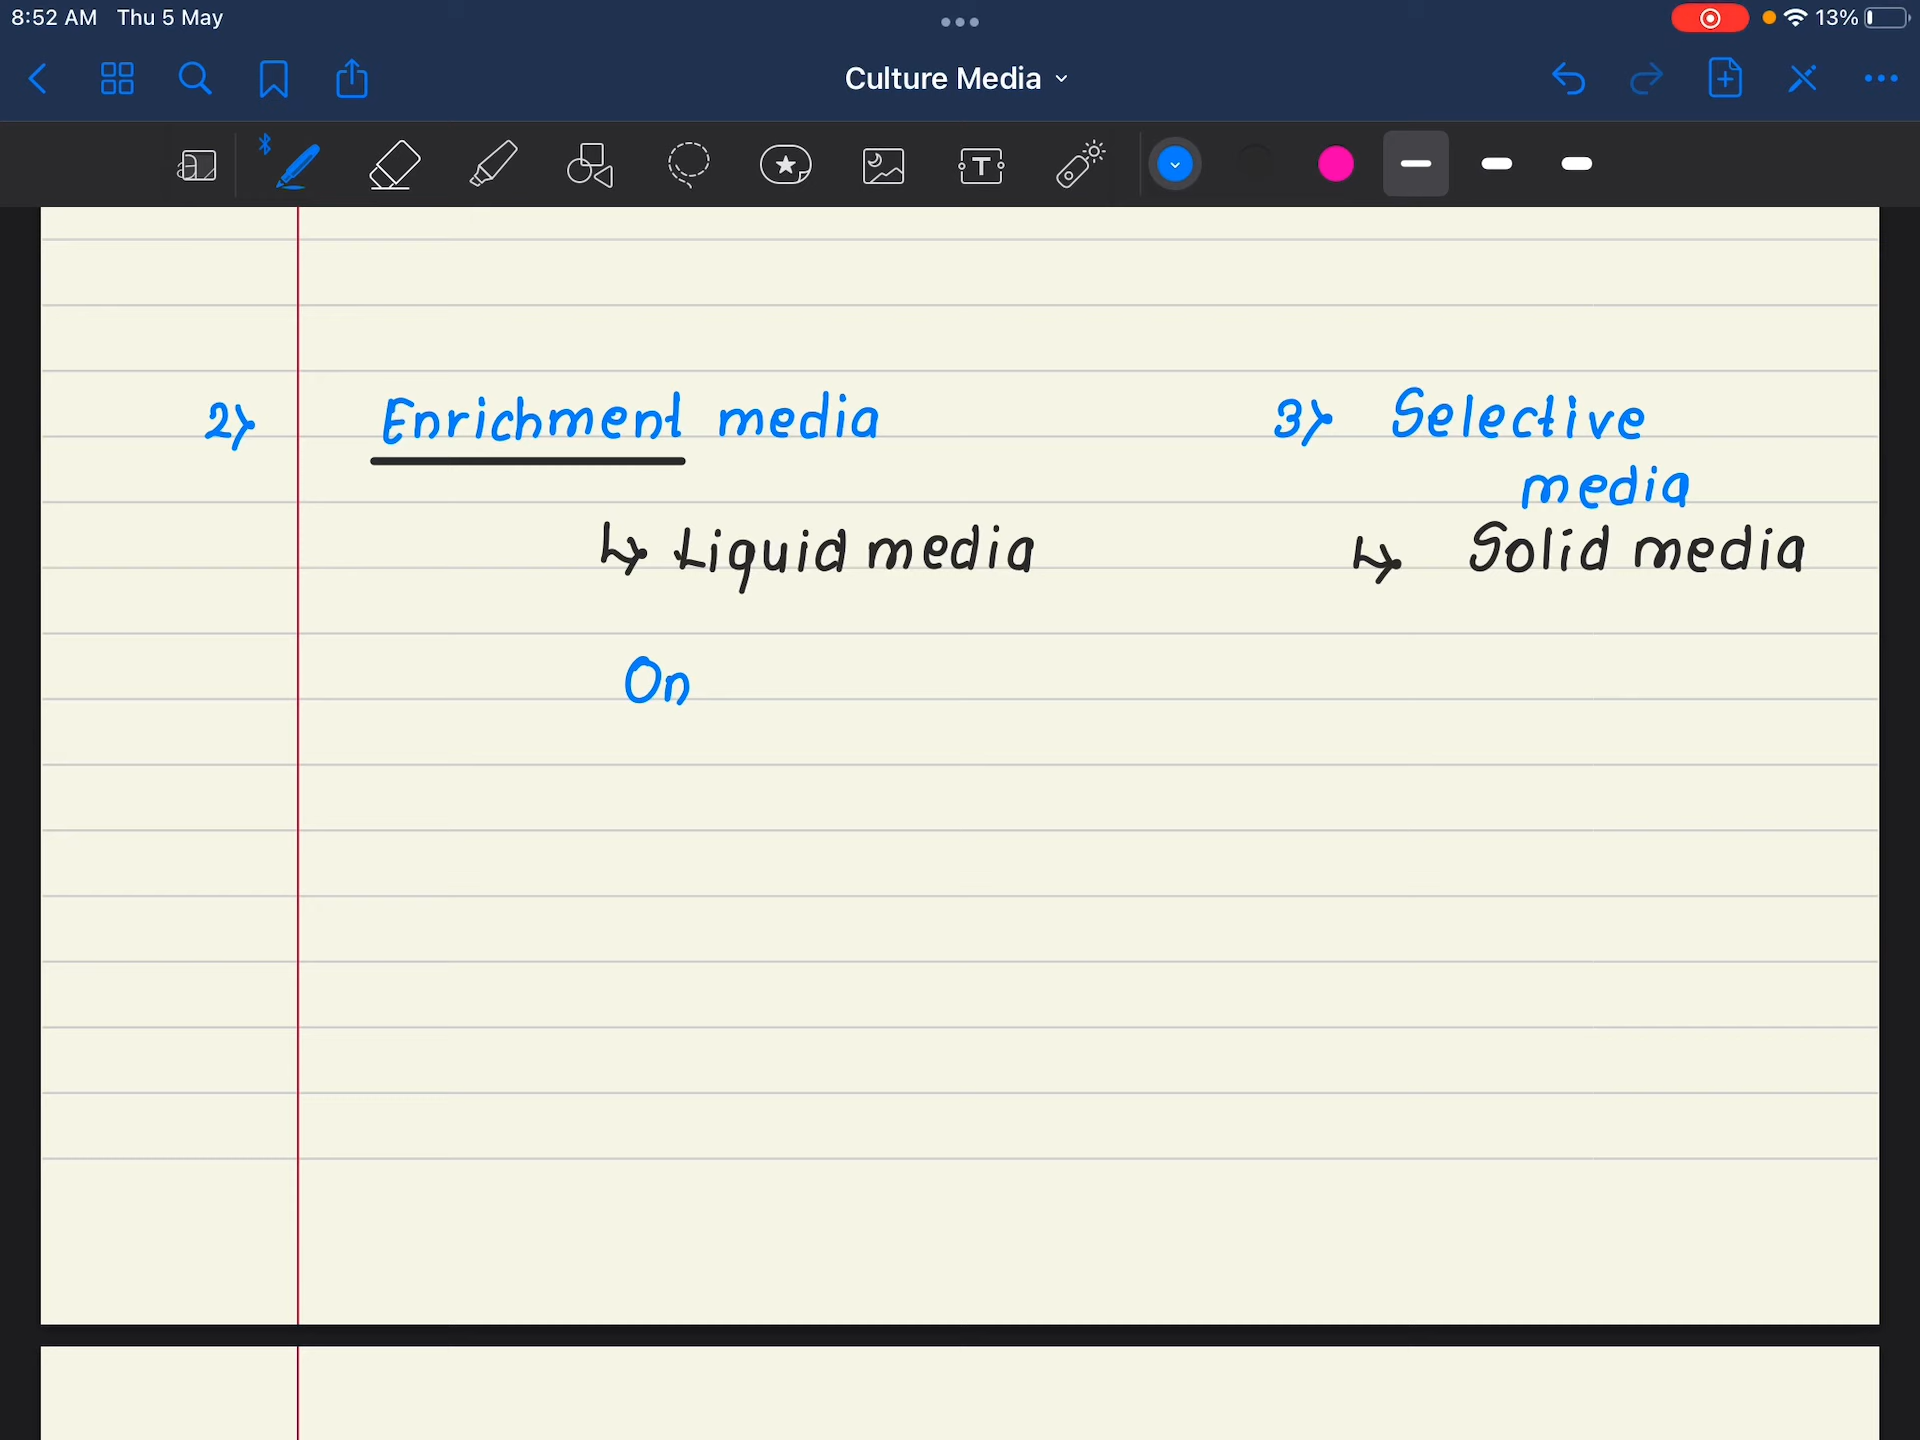 8:52 AM Thu 5 May
13%
Culture Media
T
2) Enrichment media
↳ Liquid media
On
3) Selective
media
↳ Solid media